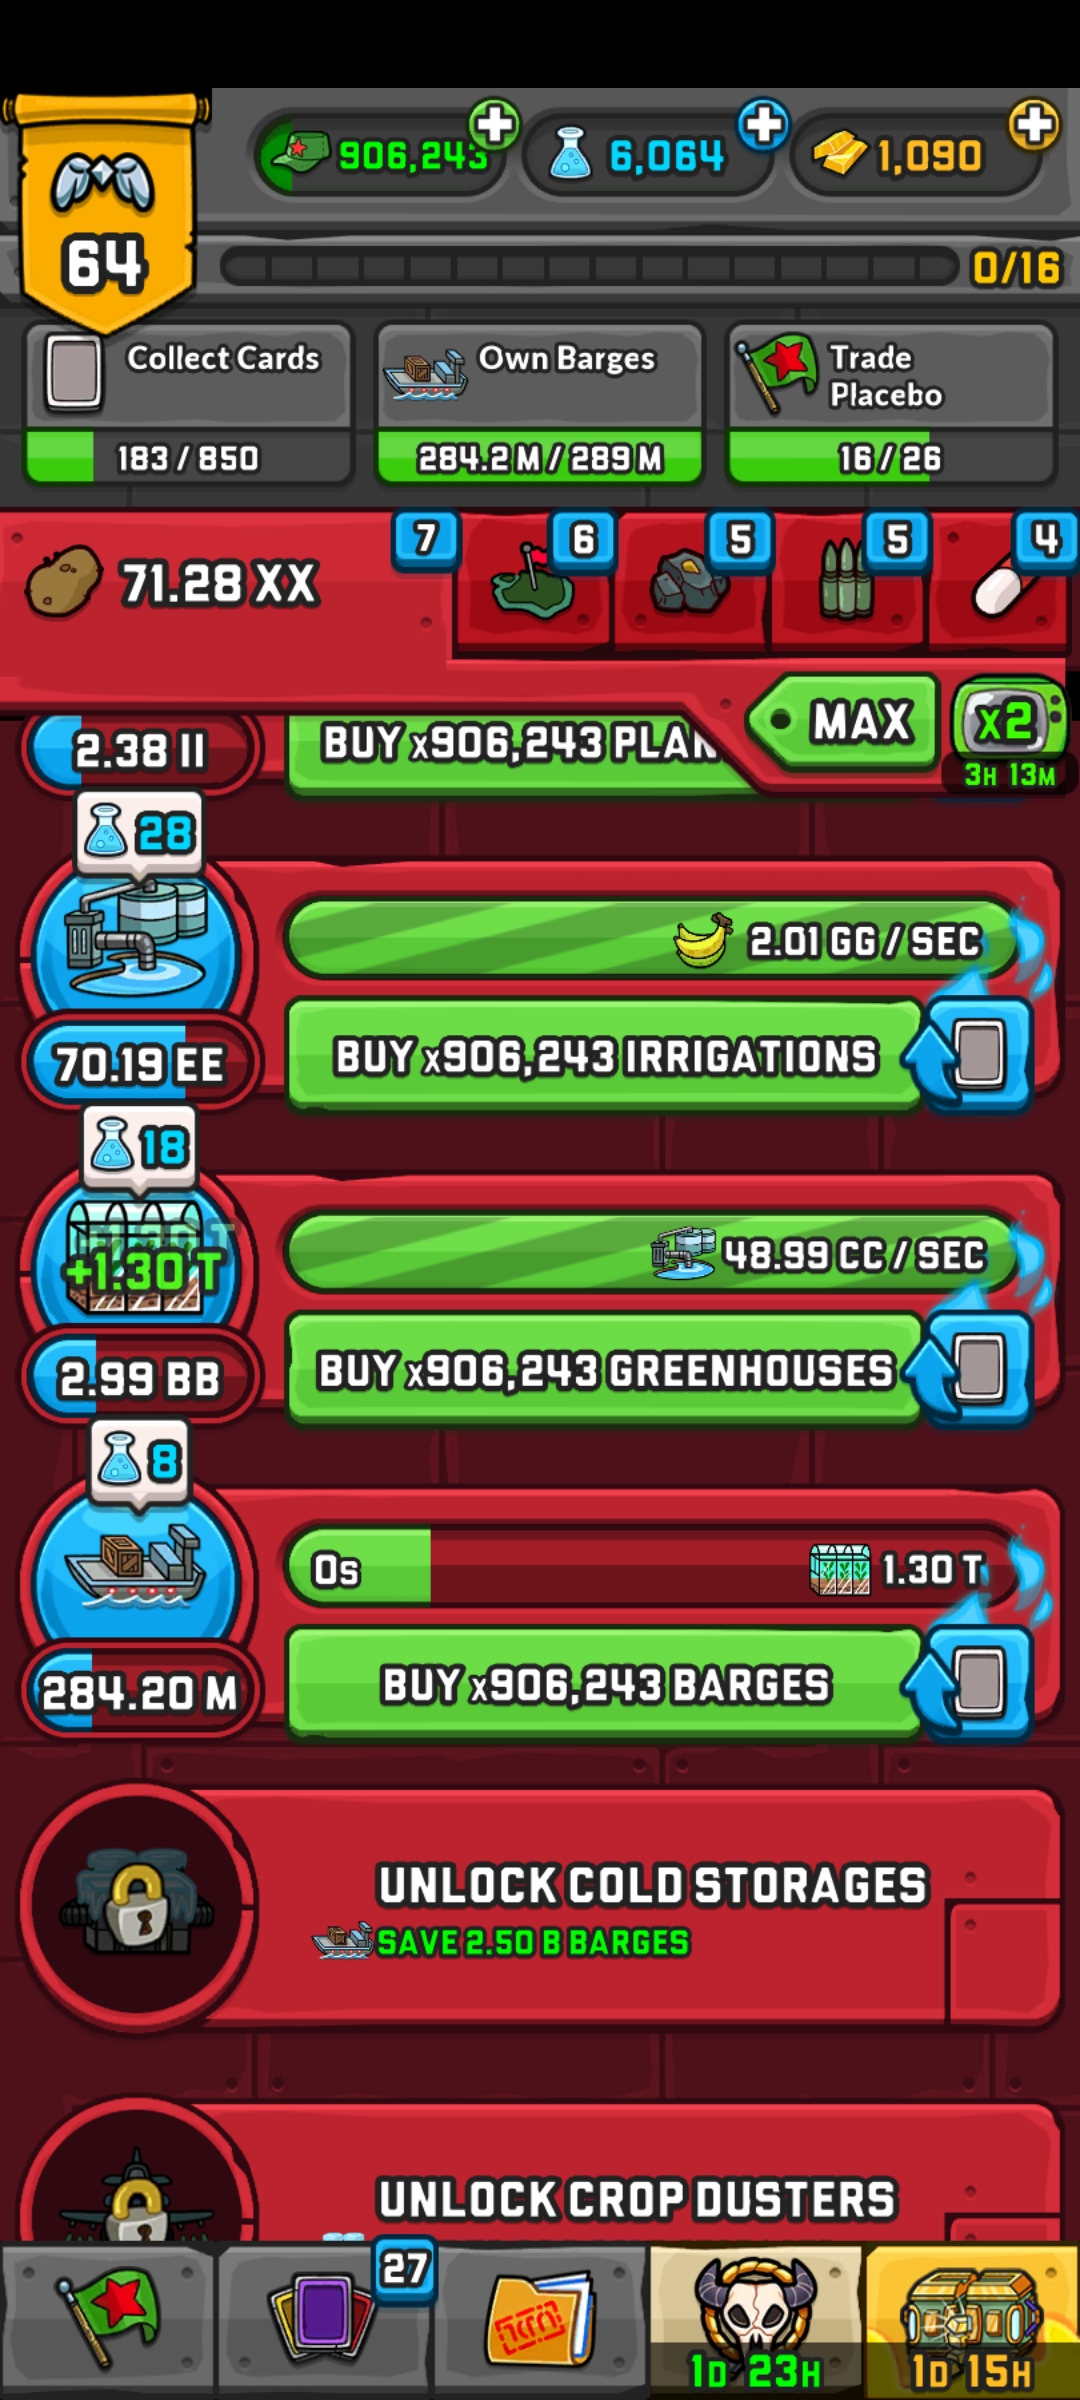 906,243
6,064
1,090
64
0/16
Collect Cards
183 / 850
Own Barges
284.2 M / 289 M
Trade
Placebo
16 / 26
71.28 XX
7
6
5
5
4
MAX
x2
3H 13M
2.38 II
BUY x906,243 PLAN
28
2.01 GG / SEC
70.19 EE
BUY x906,243 IRRIGATIONS
18
+1.30 T
48.99 CC / SEC
2.99 BB
BUY x906,243 GREENHOUSES
8
0s
1.30 T
284.20 M
BUY x906,243 BARGES
UNLOCK COLD STORAGES
SAVE 2.50 B BARGES
UNLOCK CROP DUSTERS
27
1D 23H
1D 15H